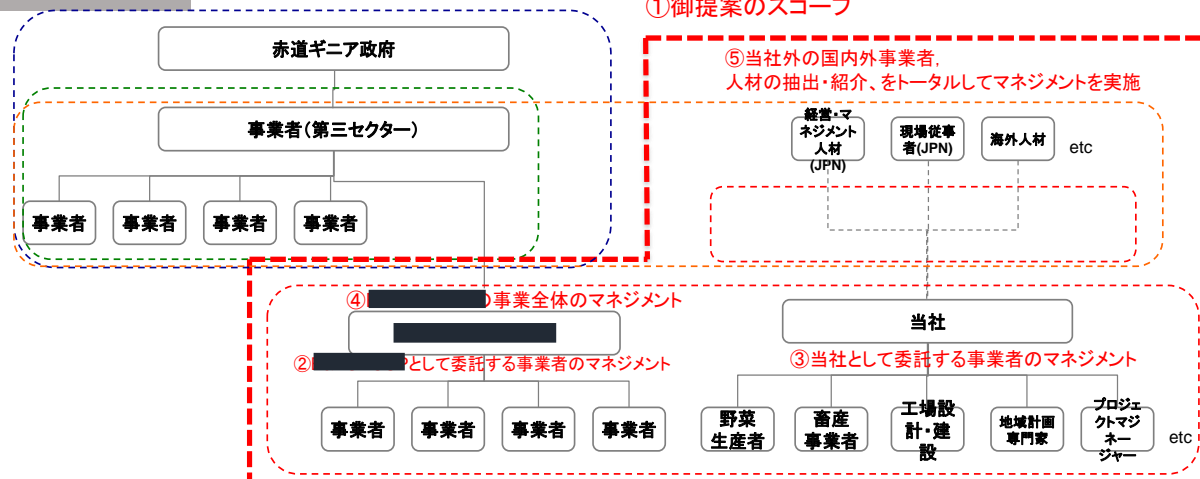 ①御提案のスコープ
赤道ギニア政府
⑤当社外の国内外事業者,
人材の抽出・紹介、をトータルしてマネジメントを実施
事業者(第三セクター)
経営・マ
ネジメント
人材
(JPN)
現場従事
者(JPN)
海外人材
etc
事業者
事業者
事業者
事業者
④
の事業全体のマネジメント
当社
②
として委託する事業者のマネジメント
③当社として委託する事業者のマネジメント
事業者
事業者
事業者
事業者
野菜
生産者
畜産
事業者
工場設
計・建
設
地域計画
専門家
プロジェ
クトマジ
ネー
ジャー
etc